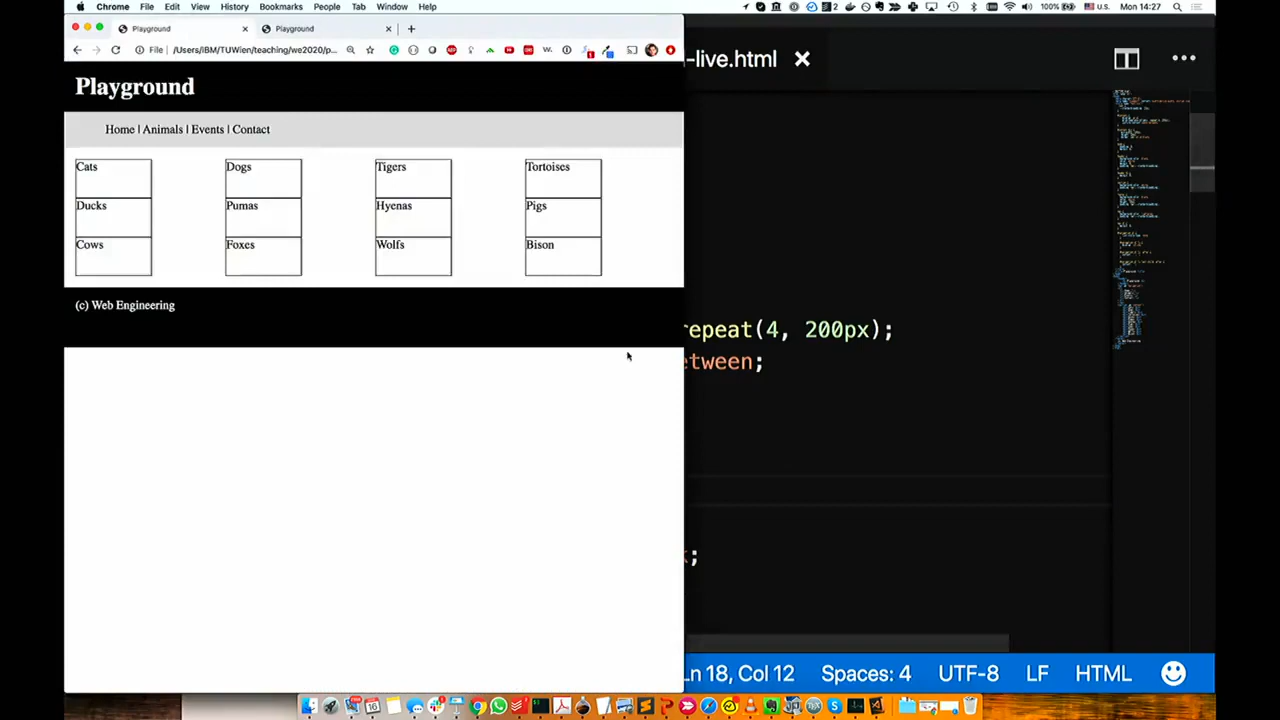 Chrome File Edit View History Bookmarks People Tab Window Help 2 100% U.S. Mon 14:27
Playground Playground
File /Users/IBM/TUWien/teaching/we2020/p...
-live.html
Playground
Home | Animals | Events | Contact
Cats Dogs Tigers Tortoises
Ducks Pumas Hyenas Pigs
Cows Foxes Wolfs Bison
(c) Web Engineering
repeat(4, 200px);
etween;
;
Ln 18, Col 12 Spaces: 4 UTF-8 LF HTML